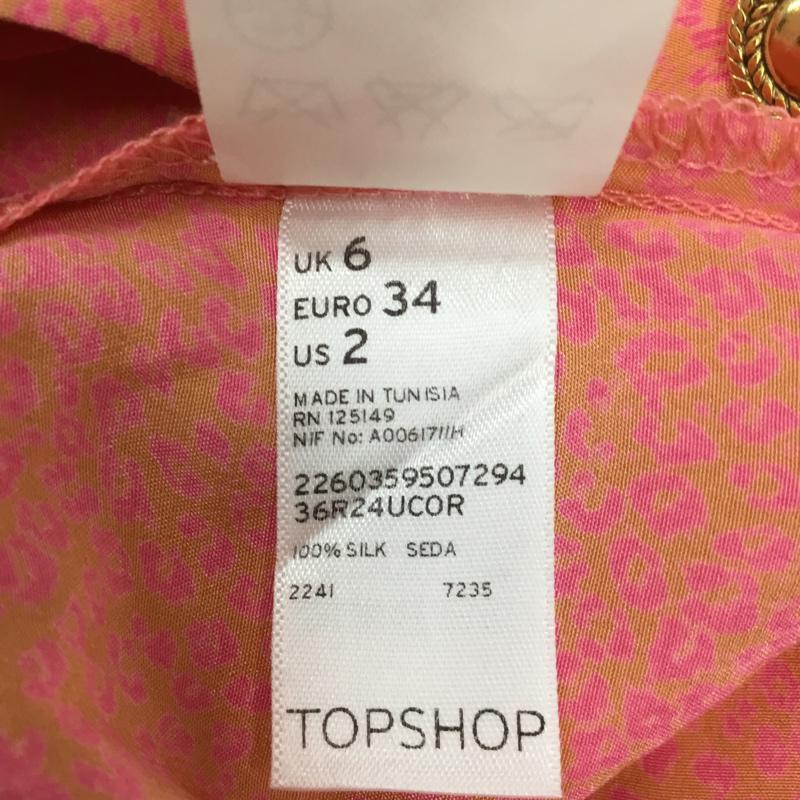 UK 6
EURO 34
US 2
MADE IN TUNISIA
RN 125149
NIF No: A0061711H
2260359507294
36R24UCOR
100% SILK SEDA
2241 7235
TOPSHOP